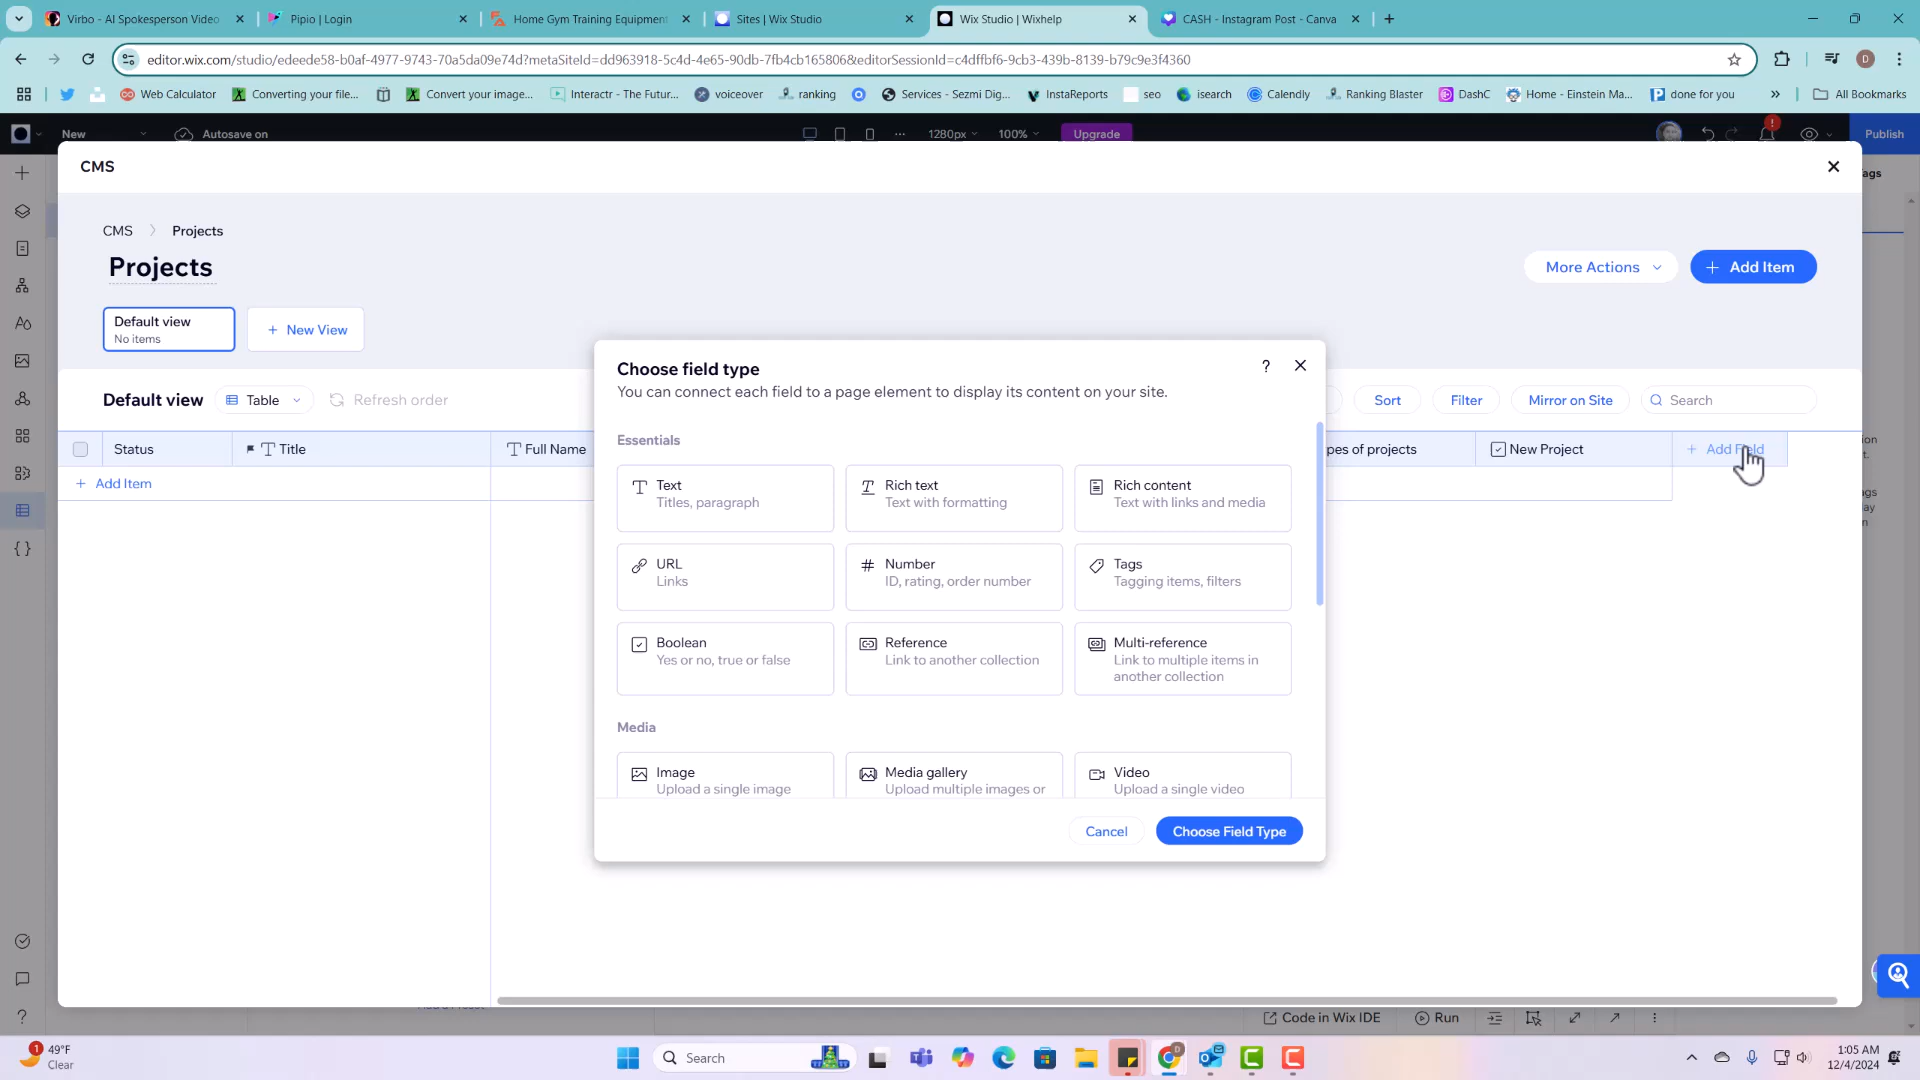 Virbo - AI Spokesperson Video
Pipio | Login
Home Gym Training Equipment
Sites | Wix Studio
Wix Studio | Wixhelp
CASH - Instagram Post - Canva
editor.wix.com/studio/edeede58-b0af-4977-9743-70a5da09e74d?metaSiteId=dd963918-5c4d-4e65-90db-7fb4cb165808&editorSessionId=c4dffbf6-9cb3-439b-8139-b79c9e3f4360
D
Web Calculator
Converting your file...
Convert your image...
Interactr - The Futur...
voiceover
ranking
Services - Sezmi Dig...
InstaReports
seo
isearch
Calendly
Ranking Blaster
DashC
Home - Einstein Ma...
done for you
All Bookmarks
New
Autosave on
1280px
100%
Upgrade
Publish
CMS
CMS > Projects
Projects
More Actions
+ Add Item
Default view
No items
+ New View
Default view
Table
Refresh order
Sort
Filter
Mirror on Site
Search
Status
Title
Full Name
pes of projects
New Project
+ Add Field
+ Add Item
Choose field type
?
You can connect each field to a page element to display its content on your site.
Essentials
Text
Titles, paragraph
Rich text
Text with formatting
Rich content
Text with links and media
URL
Links
Number
ID, rating, order number
Tags
Tagging items, filters
Boolean
Yes or no, true or false
Reference
Link to another collection
Multi-reference
Link to multiple items in
another collection
Media
Image
Upload a single image
Media gallery
Upload multiple images or
Video
Upload a single video
Cancel
Choose Field Type
Code in Wix IDE
Run
1
49°F
Clear
Search
1:05 AM
12/4/2024